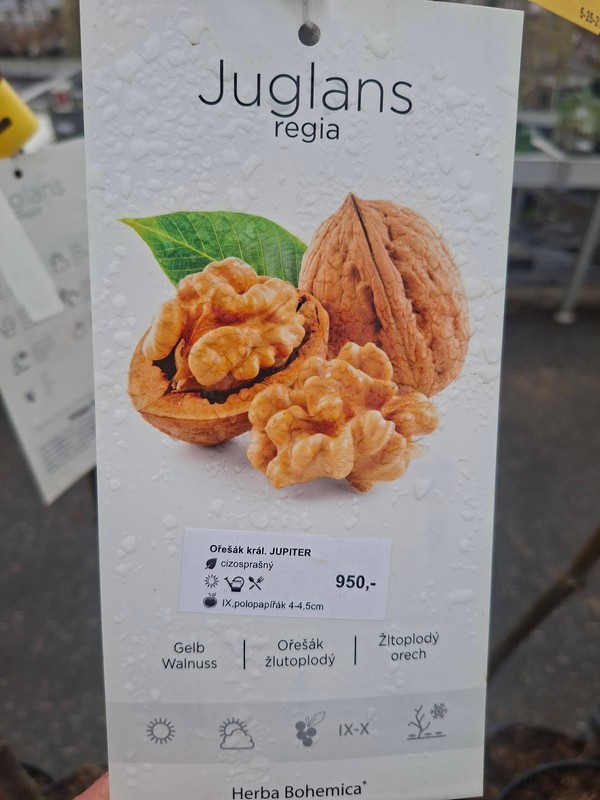 Juglans
regia
Ořešák král. JUPITER
cizosprašný
950,-
IX.polopapířák 4-4,5cm
Gelb
Walnuss
Ořešák
žlutoplodý
Žltoplodý
orech
IX-X
Herba Bohemica